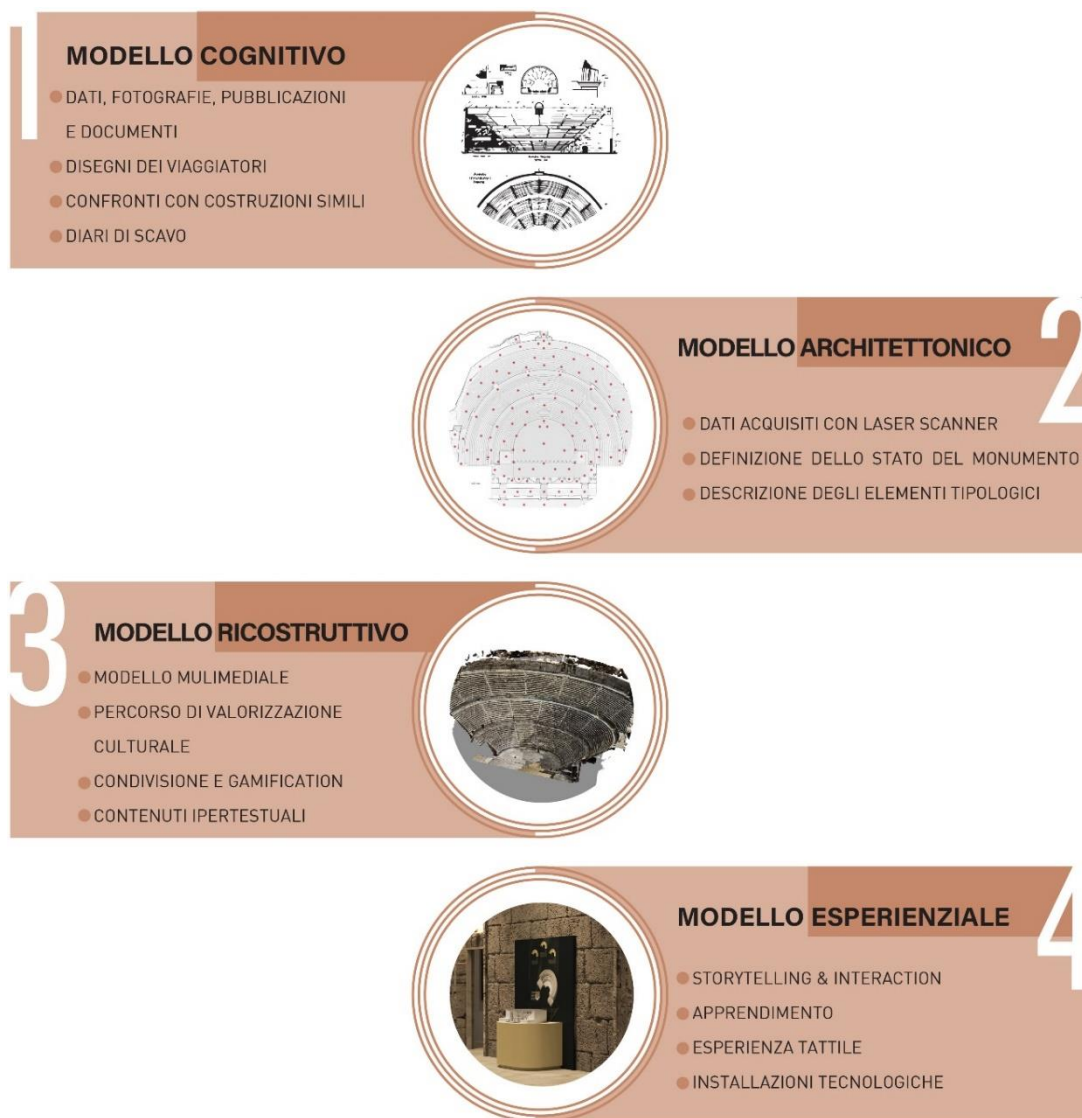 1
MODELLO COGNITIVO
DATI, FOTOGRAFIE, PUBBLICAZIONI
E DOCUMENTI
DISEGNI DEI VIAGGIATORI
CONFRONTI CON COSTRUZIONI SIMILI
DIARI DI SCAVO
2
MODELLO ARCHITETTONICO
DATI ACQUISITI CON LASER SCANNER
DEFINIZIONE DELLO STATO DEL MONUMENTO
DESCRIZIONE DEGLI ELEMENTI TIPOLOGICI
3
MODELLO RICOSTRUTTIVO
MODELLO MULIMEDIALE
PERCORSO DI VALORIZZAZIONE
CULTURALE
CONDIVISIONE E GAMIFICATION
CONTENUTI IPERTESTUALI
4
MODELLO ESPERIENZIALE
STORYTELLING & INTERACTION
APPRENDIMENTO
ESPERIENZA TATTILE
INSTALLAZIONI TECNOLOGICHE